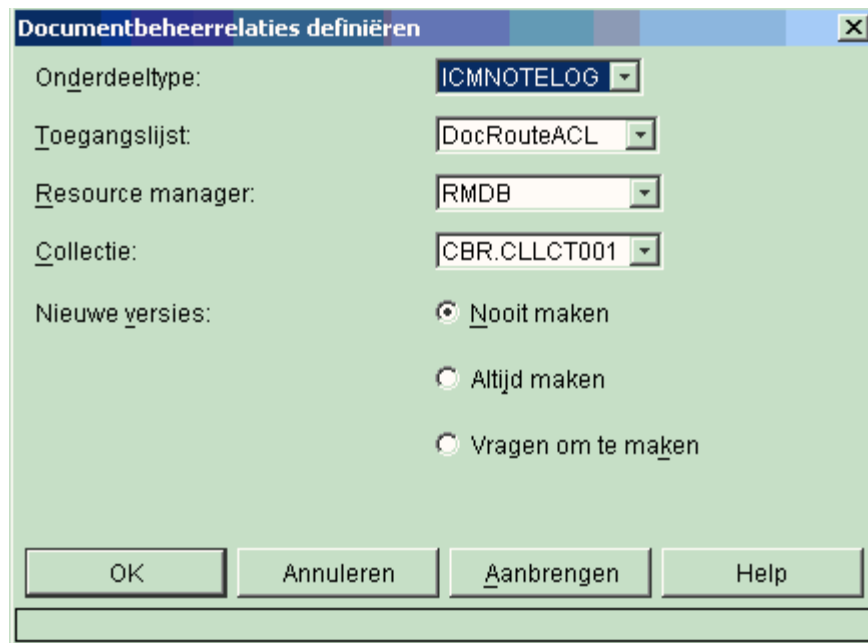 Documentbeheerrelaties definiëren
Onderdeeltype: ICMNOTELOG
Toegangslijst: DocRouteACL
Resource manager: RMDB
Collectie: CBR.CLLCT001
Nieuwe versies: Nooit maken
Altijd maken
Vragen om te maken
OK Annuleren Aanbrengen Help